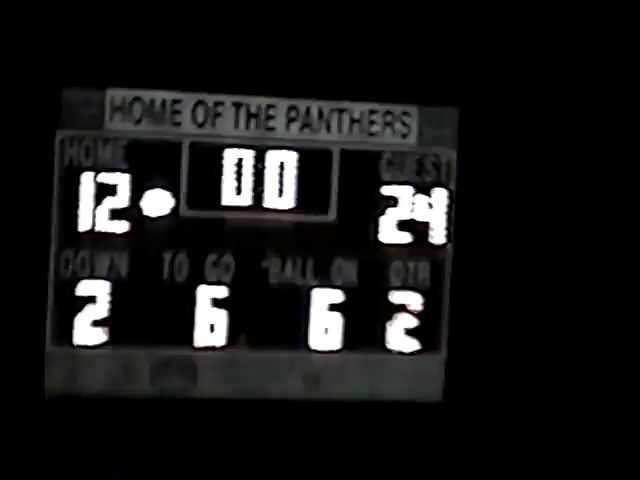 HOME OF THE PANTHERS
HOME 00 GUEST
12 24
DOWN TO GO BALL ON QTR
2 6 6 2